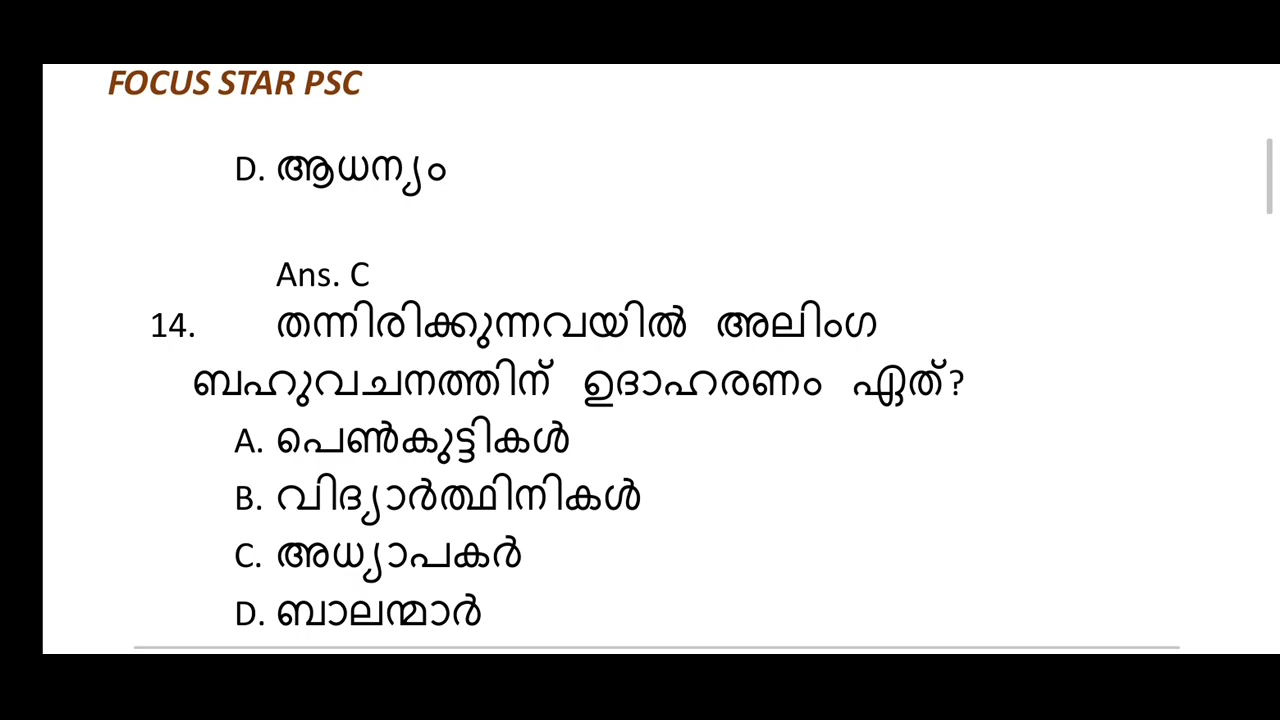 FOCUS STAR PSC
D. ആധന്യം
Ans. C
14. തന്നിരിക്കുന്നവയിൽ അലിംഗ
ബഹുവചനത്തിന് ഉദാഹരണം ഏത്?
A. പെൺകുട്ടികൾ
B. വിദ്യാർത്ഥിനികൾ
C. അധ്യാപകർ
D. ബാലന്മാർ